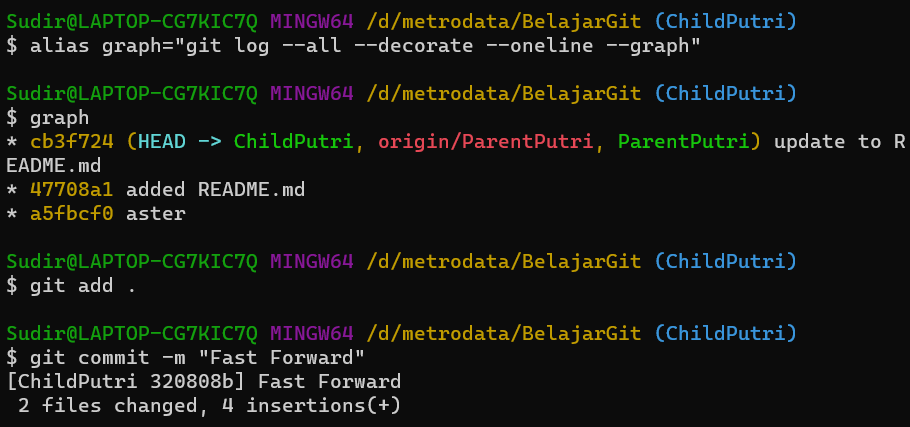 Sudir@LAPTOP-CG7KIC7Q MINGW64 /d/metrodata/BelajarGit (ChildPutri)
$ alias graph="git log --all --decorate --oneline --graph"
Sudir@LAPTOP-CG7KIC7Q MINGW64 /d/metrodata/BelajarGit (ChildPutri)
$ graph
* cb3f724 (HEAD -> ChildPutri, origin/ParentPutri, ParentPutri) update to R
EADME.md
* 47708a1 added README.md
* a5fbcf0 aster
Sudir@LAPTOP-CG7KIC7Q MINGW64 /d/metrodata/BelajarGit (ChildPutri)
$ git add .
Sudir@LAPTOP-CG7KIC7Q MINGW64 /d/metrodata/BelajarGit (ChildPutri)
$ git commit -m "Fast Forward"
[ChildPutri 320808b] Fast Forward
 2 files changed, 4 insertions(+)